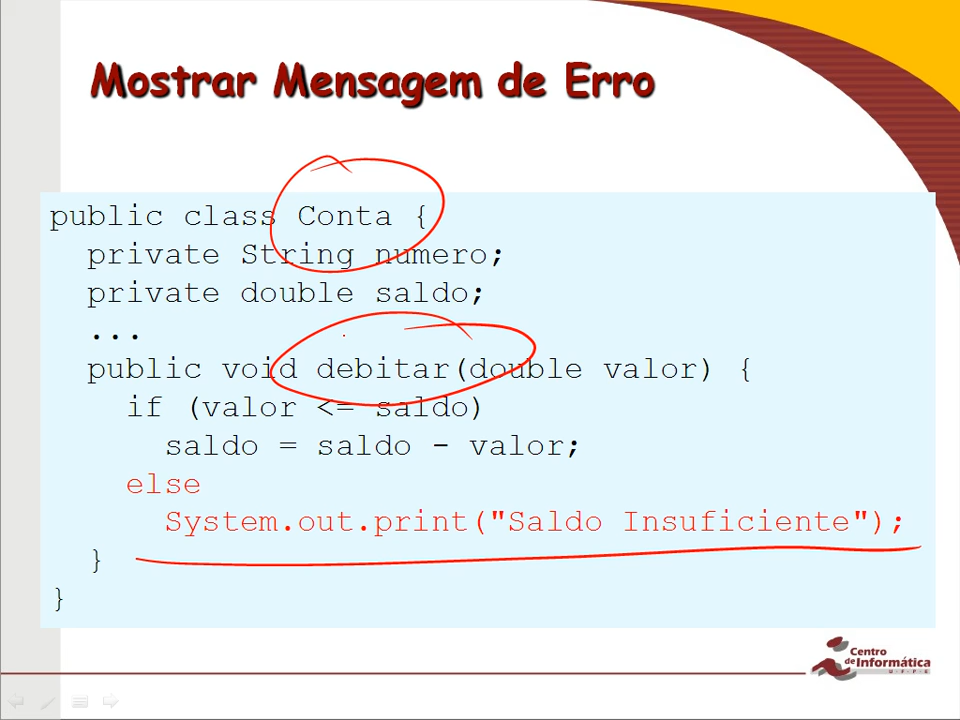 Mostrar Mensagem de Erro
public class Conta {
private String numero;
private double saldo;
...
public void debitar(double valor) {
if (valor <= saldo)
saldo = saldo - valor;
else
System.out.print("Saldo Insuficiente");
}
}
Centro
de Informática
UFPE